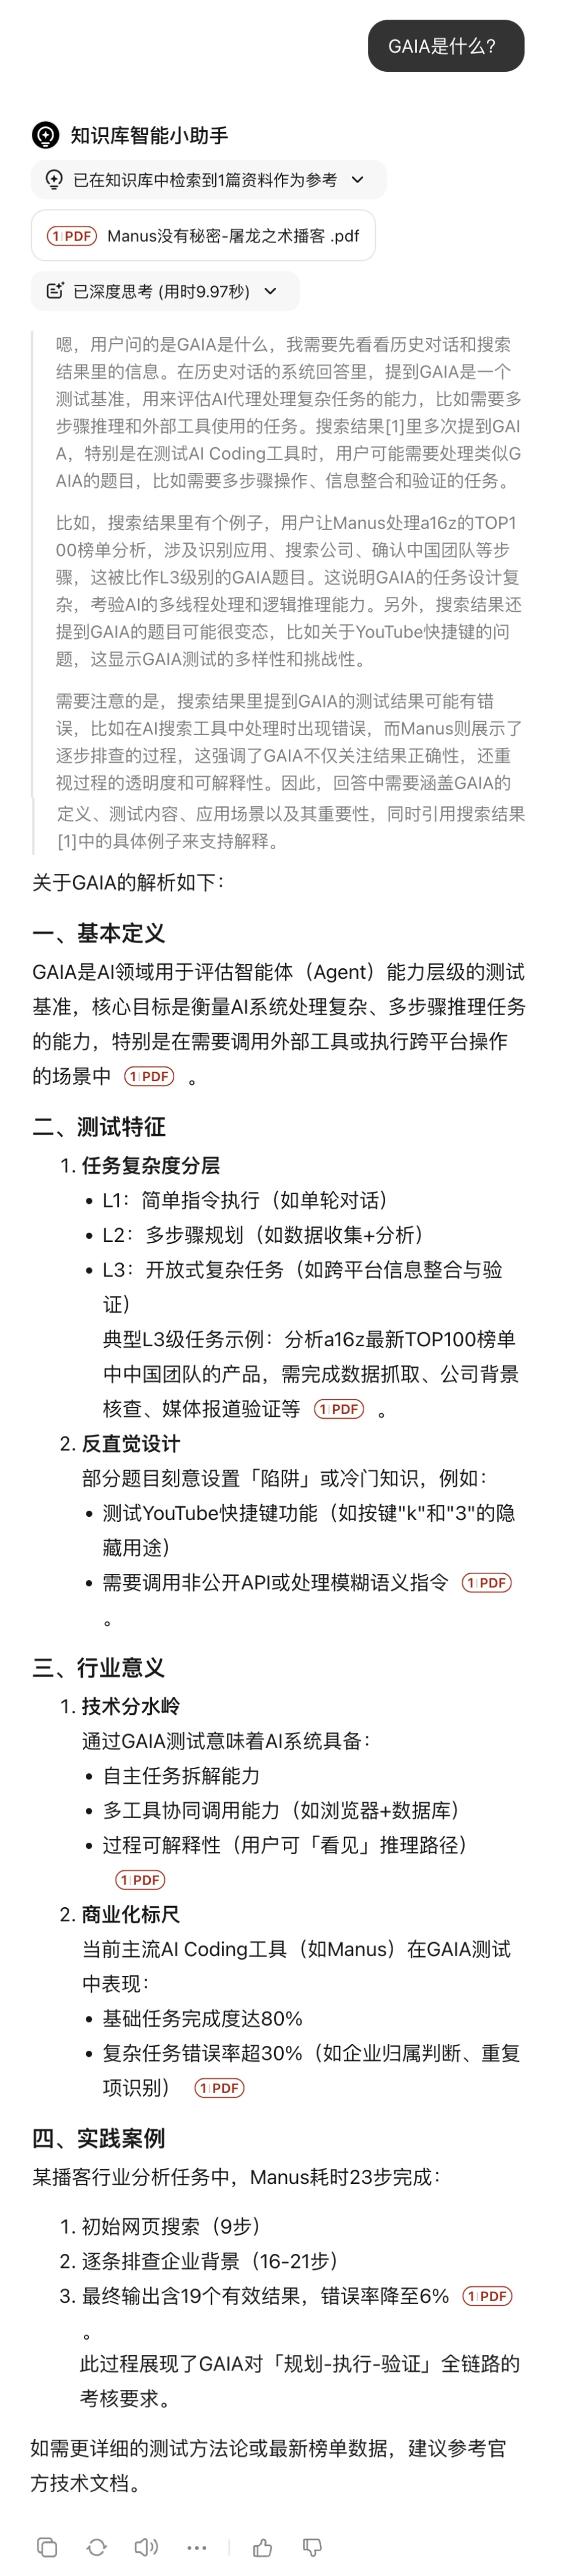 GAIA是什么?
知识库智能小助手
已在知识库中检索到1篇资料作为参考
1 PDF Manus没有秘密-屠龙之术播客 .pdf
已深度思考 (用时9.97秒)
嗯，用户问的是GAIA是什么，我需要先看看历史对话和搜索
结果里的信息。在历史对话的系统回答里，提到GAIA是一个
测试基准，用来评估AI代理处理复杂任务的能力，比如需要多
步骤推理和外部工具使用的任务。搜索结果[1]里多次提到GAI
A，特别是在测试AI Coding工具时，用户可能需要处理类似G
AIA的题目，比如需要多步骤操作、信息整合和验证的任务。
比如，搜索结果里有个例子，用户让Manus处理a16z的TOP1
00榜单分析，涉及识别应用、搜索公司、确认中国团队等步
骤，这被比作L3级别的GAIA题目。这说明GAIA的任务设计复
杂，考验AI的多线程处理和逻辑推理能力。另外，搜索结果还
提到GAIA的题目可能很变态，比如关于YouTube快捷键的问
题，这显示GAIA测试的多样性和挑战性。
需要注意的是，搜索结果里提到GAIA的测试结果可能有错
误，比如在AI搜索工具中处理时出现错误，而Manus则展示了
逐步排查的过程，这强调了GAIA不仅关注结果正确性，还重
视过程的透明度和可解释性。因此，回答中需要涵盖GAIA的
定义、测试内容、应用场景以及其重要性，同时引用搜索结果
[1]中的具体例子来支持解释。
关于GAIA的解析如下：
一、基本定义
GAIA是AI领域用于评估智能体（Agent）能力层级的测试
基准，核心目标是衡量AI系统处理复杂、多步骤推理任务
的能力，特别是在需要调用外部工具或执行跨平台操作
的场景中 1 PDF 。
二、测试特征
1. 任务复杂度分层
• L1：简单指令执行（如单轮对话）
• L2：多步骤规划（如数据收集+分析）
• L3：开放式复杂任务（如跨平台信息整合与验
证）
典型L3级任务示例：分析a16z最新TOP100榜单
中中国团队的产品，需完成数据抓取、公司背景
核查、媒体报道验证等 1 PDF 。
2. 反直觉设计
部分题目刻意设置「陷阱」或冷门知识，例如：
• 测试YouTube快捷键功能（如按键"k"和"3"的隐
藏用途）
• 需要调用非公开API或处理模糊语义指令 1 PDF
。
三、行业意义
1. 技术分水岭
通过GAIA测试意味着AI系统具备：
• 自主任务拆解能力
• 多工具协同调用能力（如浏览器+数据库）
• 过程可解释性（用户可「看见」推理路径）
1 PDF
2. 商业化标尺
当前主流AI Coding工具（如Manus）在GAIA测试
中表现：
• 基础任务完成度达80%
• 复杂任务错误率超30%（如企业归属判断、重复
项识别） 1 PDF
四、实践案例
某播客行业分析任务中，Manus耗时23步完成：
1. 初始网页搜索（9步）
2. 逐条排查企业背景（16-21步）
3. 最终输出含19个有效结果，错误率降至6% 1 PDF
。
此过程展现了GAIA对「规划-执行-验证」全链路的
考核要求。
如需更详细的测试方法论或最新榜单数据，建议参考官
方技术文档。